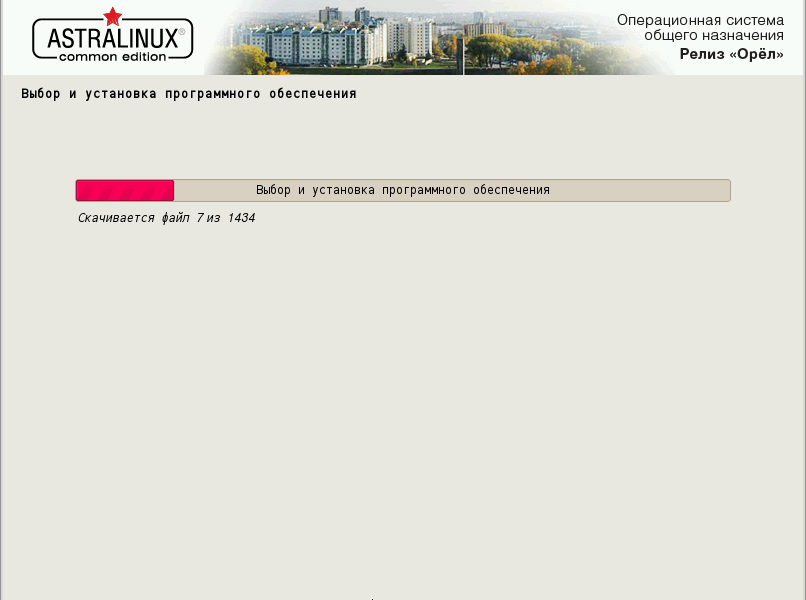 ASTRALINUX®
common edition
Операционная система
общего назначения
Релиз «Орёл»
Выбор и установка программного обеспечения
Выбор и установка программного обеспечения
Скачивается файл 7 из 1434